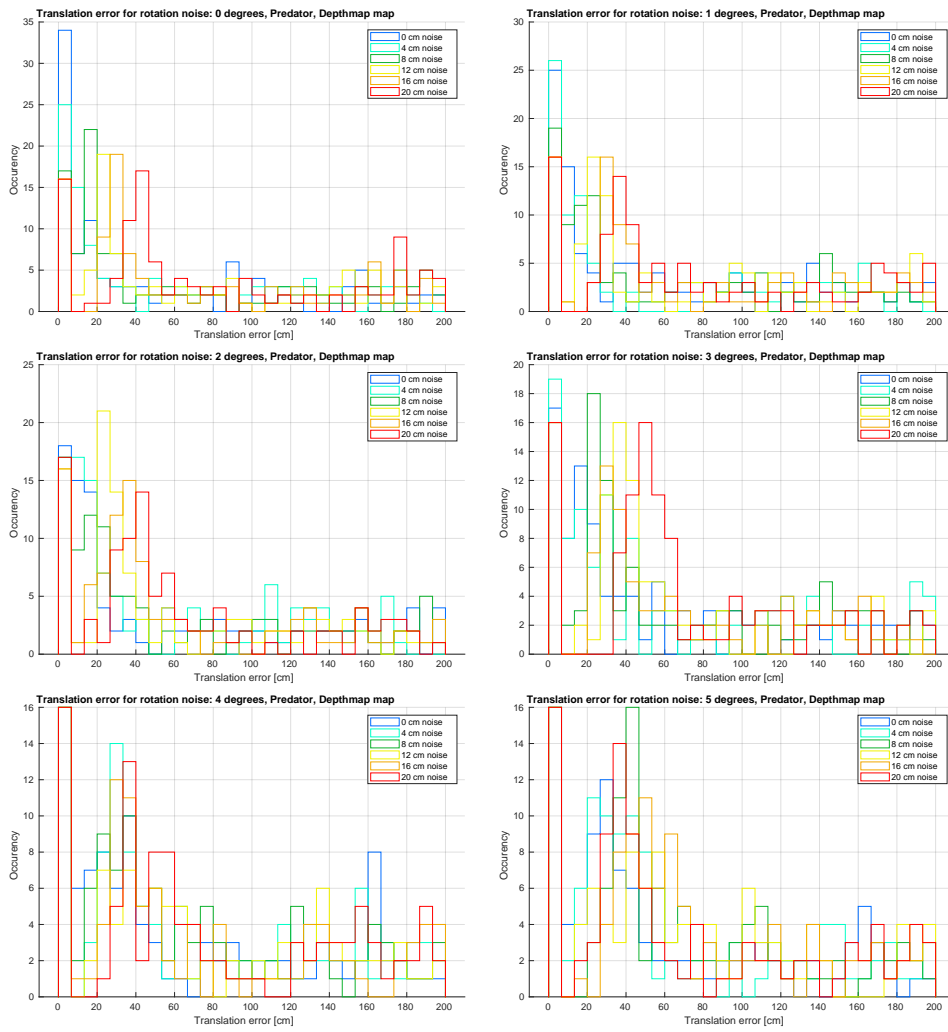 Translation error for rotation noise: 0 degrees, Predator, Depthmap map
35
30
25
20
15
10
5
0
Occurency
0 20 40 60 80 100 120 140 160 180 200
Translation error [cm]
0 cm noise
4 cm noise
8 cm noise
12 cm noise
16 cm noise
20 cm noise
Translation error for rotation noise: 1 degrees, Predator, Depthmap map
30
25
20
15
10
5
0
Occurency
0 20 40 60 80 100 120 140 160 180 200
Translation error [cm]
0 cm noise
4 cm noise
8 cm noise
12 cm noise
16 cm noise
20 cm noise
Translation error for rotation noise: 2 degrees, Predator, Depthmap map
25
20
15
10
5
0
Occurency
0 20 40 60 80 100 120 140 160 180 200
Translation error [cm]
0 cm noise
4 cm noise
8 cm noise
12 cm noise
16 cm noise
20 cm noise
Translation error for rotation noise: 3 degrees, Predator, Depthmap map
20
18
16
14
12
10
8
6
4
2
0
Occurency
0 20 40 60 80 100 120 140 160 180 200
Translation error [cm]
0 cm noise
4 cm noise
8 cm noise
12 cm noise
16 cm noise
20 cm noise
Translation error for rotation noise: 4 degrees, Predator, Depthmap map
16
14
12
10
8
6
4
2
0
Occurency
0 20 40 60 80 100 120 140 160 180 200
Translation error [cm]
0 cm noise
4 cm noise
8 cm noise
12 cm noise
16 cm noise
20 cm noise
Translation error for rotation noise: 5 degrees, Predator, Depthmap map
16
14
12
10
8
6
4
2
0
Occurency
0 20 40 60 80 100 120 140 160 180 200
Translation error [cm]
0 cm noise
4 cm noise
8 cm noise
12 cm noise
16 cm noise
20 cm noise